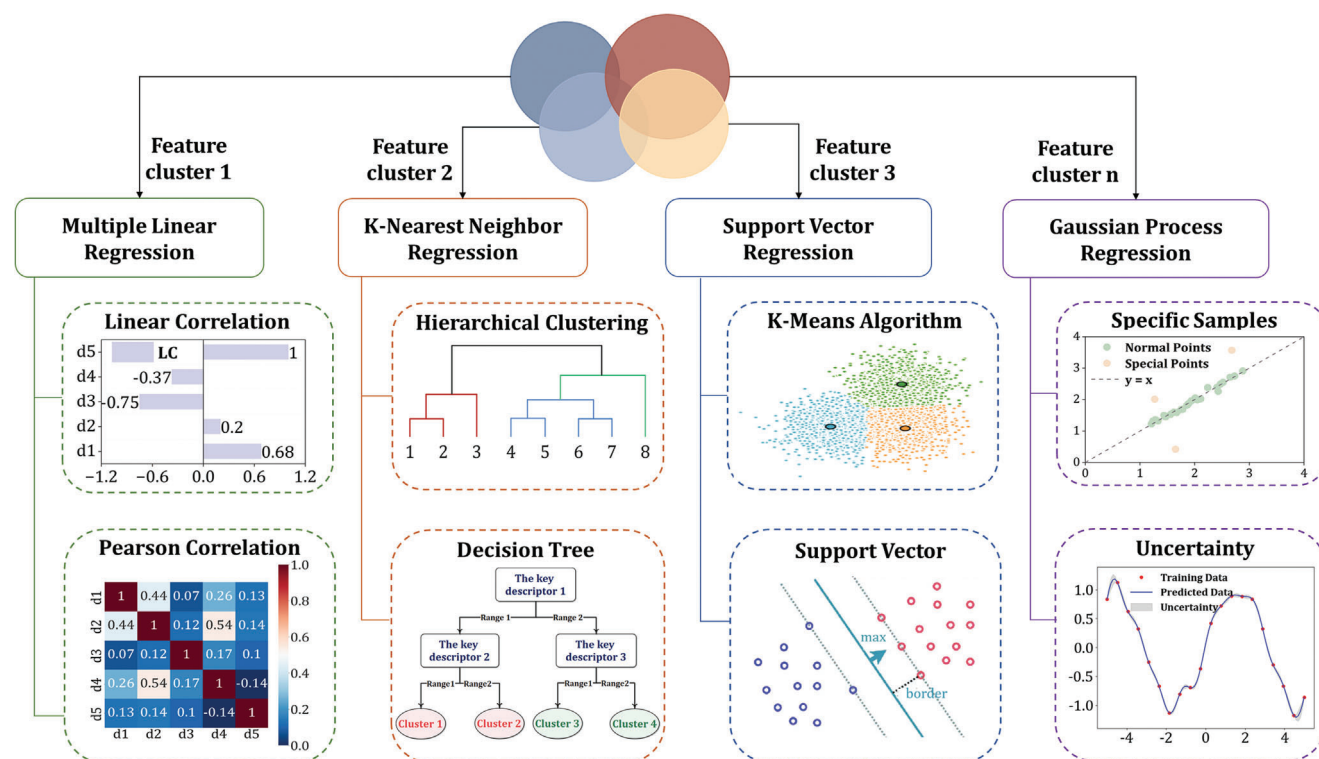 Feature
cluster 1
Feature
cluster 2
Feature
cluster 3
Feature
cluster n
Multiple Linear
Regression
K-Nearest Neighbor
Regression
Support Vector
Regression
Gaussian Process
Regression
Linear Correlation
d5
LC
1
d4
-0.37
d3
-0.75
d2
0.2
d1
0.68
−1.2 −0.6 0.0 0.6 1.2
Hierarchical Clustering
1 2 3 4 5 6 7 8
K-Means Algorithm
Specific Samples
Normal Points
Special Points
y = x
4
3
2
1
0
0 1 2 3 4
Pearson Correlation
d1 1 0.44 0.07 0.26 0.13
d2 0.44 1 0.12 0.54 0.14
d3 0.07 0.12 1 0.17 0.1
d4 0.26 0.54 0.17 1 -0.14
d5 0.13 0.14 0.1 -0.14 1
d1 d2 d3 d4 d5
1.0
0.8
0.6
0.4
0.2
0.0
Decision Tree
The key
descriptor 1
Range 1 Range 2
The key
descriptor 2
The key
descriptor 3
Range1 Range2 Range1 Range2
Cluster 1 Cluster 2 Cluster 3 Cluster 4
Support Vector
max
border
Uncertainty
Training Data
Predicted Data
Uncertainty
1.0
0.5
0.0
-0.5
-1.0
-4 -2 0 2 4